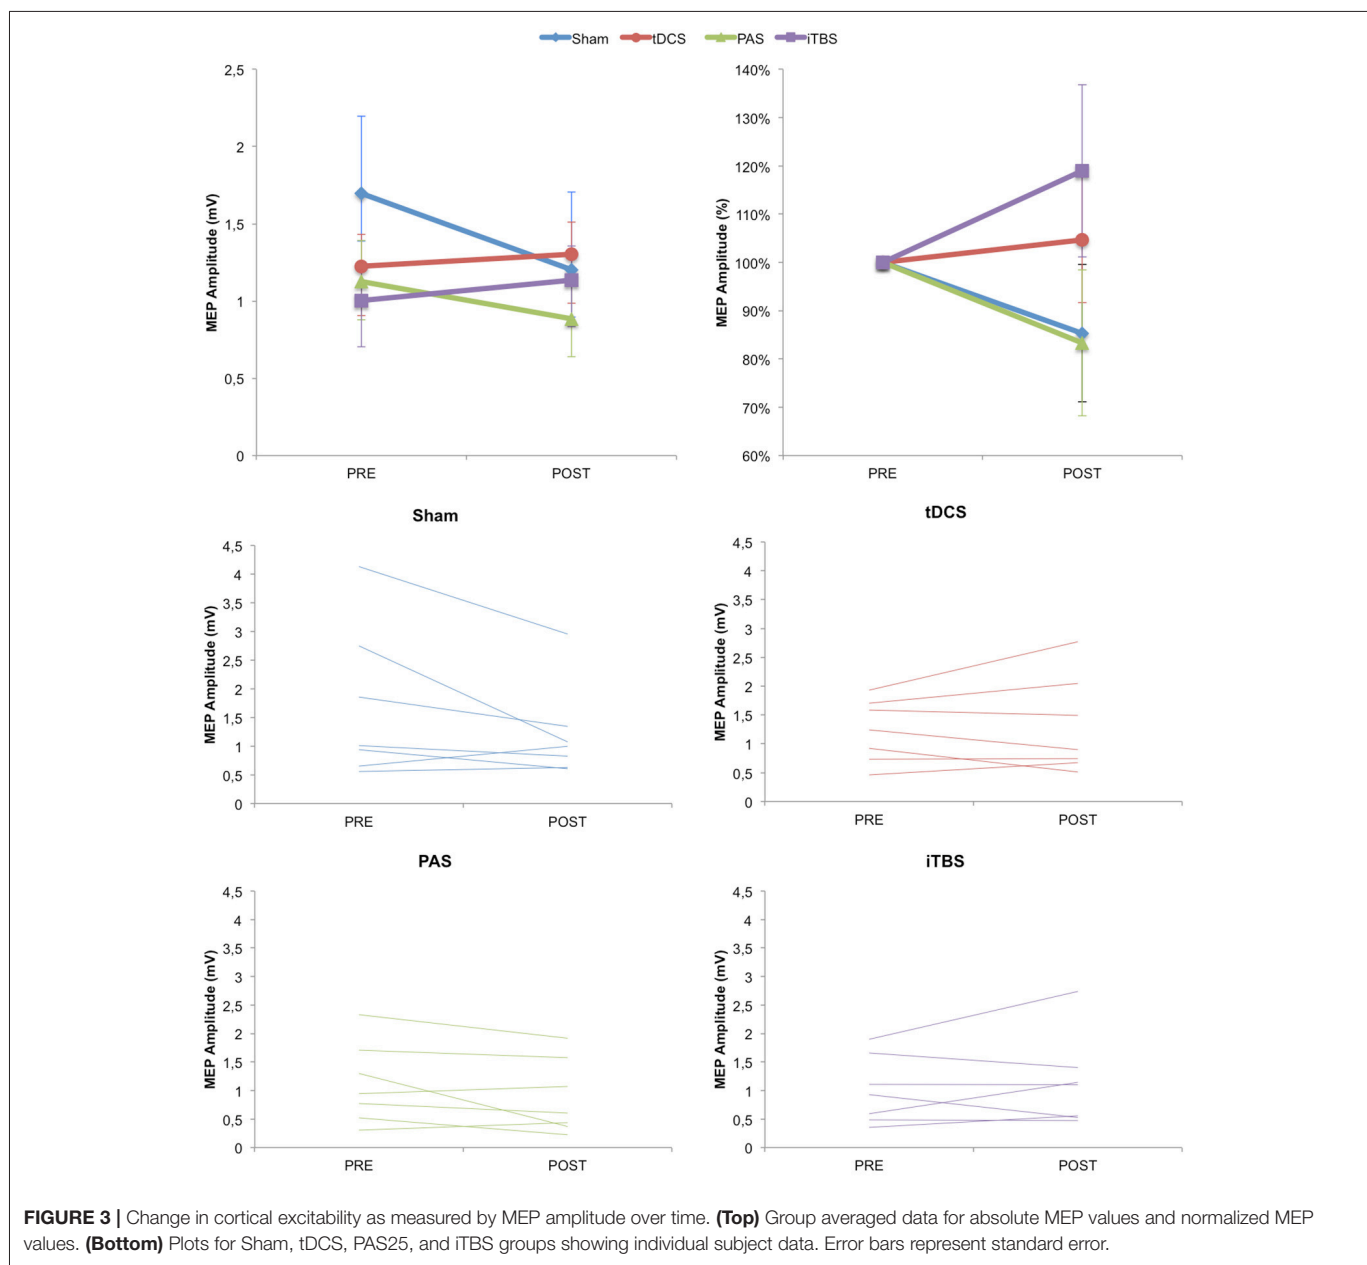 Sham tDCS PAS iTBS
MEP Amplitude (mV)
2,5
2
1,5
1
0,5
0
PRE POST
MEP Amplitude (%)
140%
130%
120%
110%
100%
90%
80%
70%
60%
PRE POST
Sham
MEP Amplitude (mV)
4,5
4
3,5
3
2,5
2
1,5
1
0,5
0
PRE POST
tDCS
MEP Amplitude (mV)
4,5
4
3,5
3
2,5
2
1,5
1
0,5
0
PRE POST
PAS
MEP Amplitude (mV)
4,5
4
3,5
3
2,5
2
1,5
1
0,5
0
PRE POST
iTBS
MEP Amplitude (mV)
4,5
4
3,5
3
2,5
2
1,5
1
0,5
0
PRE POST
FIGURE 3 | Change in cortical excitability as measured by MEP amplitude over time. (Top) Group averaged data for absolute MEP values and normalized MEP
values. (Bottom) Plots for Sham, tDCS, PAS25, and iTBS groups showing individual subject data. Error bars represent standard error.